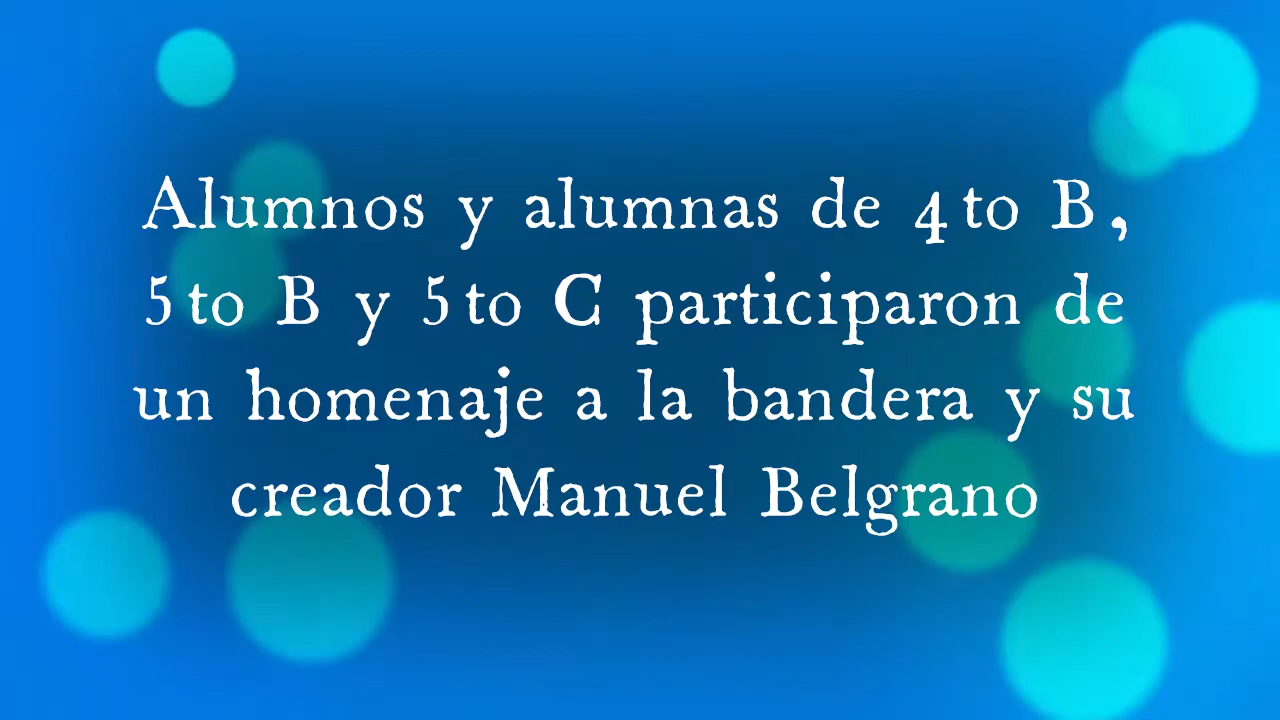 Alumnos y alumnas de 4to B,
5to B y 5to C participaron de
un homenaje a la bandera y su
creador Manuel Belgrano